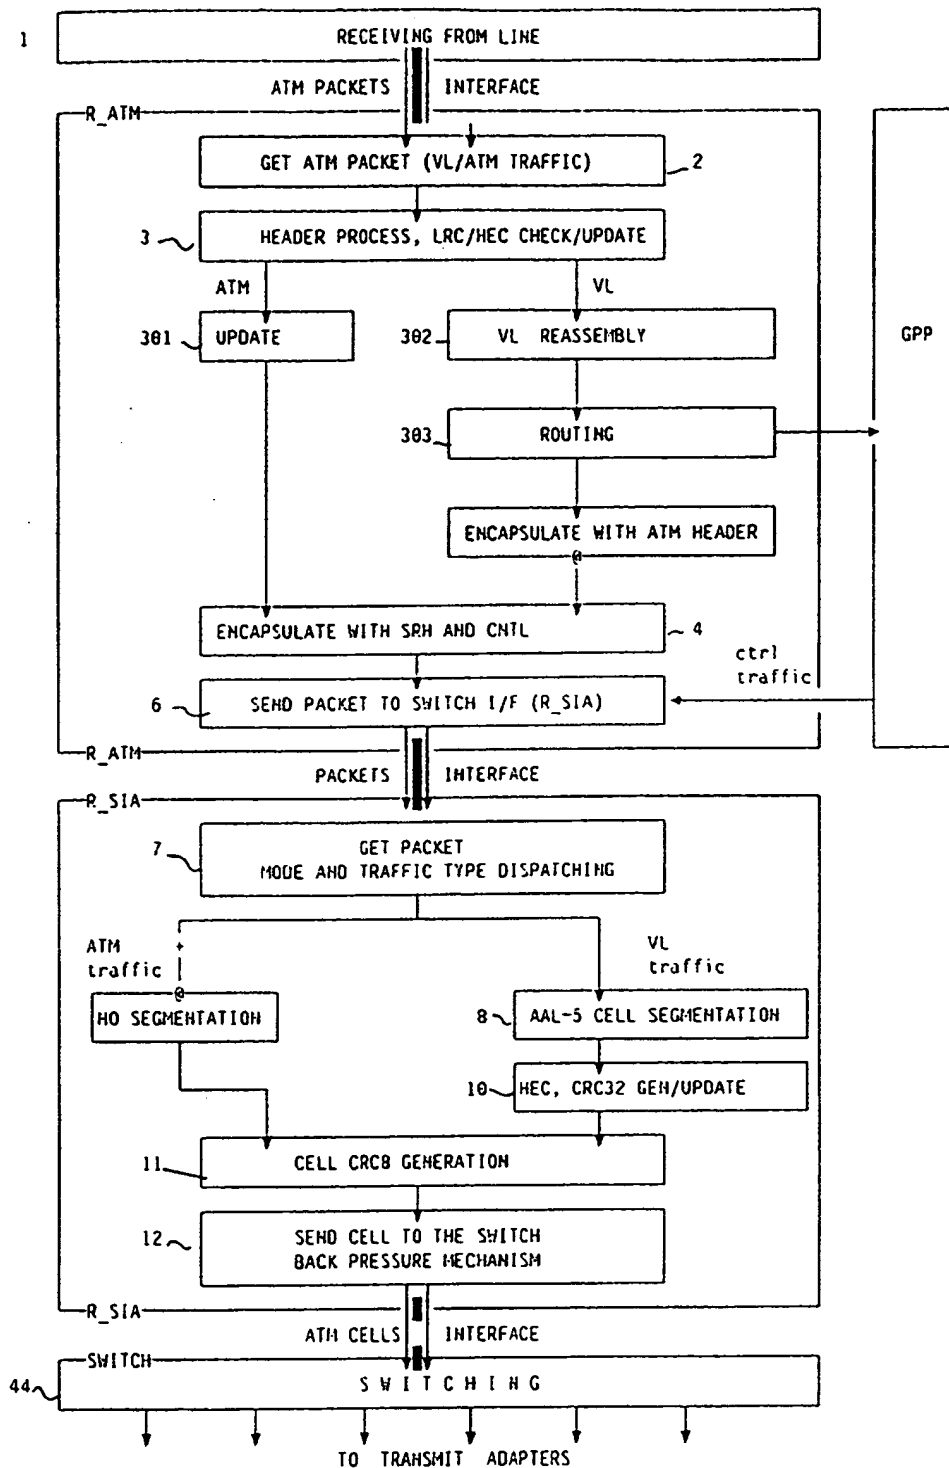 1
RECEIVING FROM LINE
ATM PACKETS INTERFACE
R_ATM
GET ATM PACKET (VL/ATM TRAFFIC)
2
3
HEADER PROCESS, LRC/HEC CHECK/UPDATE
ATM
VL
301
UPDATE
302
VL REASSEMBLY
GPP
303
ROUTING
ENCAPSULATE WITH ATM HEADER
@
ENCAPSULATE WITH SRH AND CNTL
4
ctrl
traffic
6
SEND PACKET TO SWITCH I/F (R_SIA)
R_ATM
PACKETS INTERFACE
R_SIA
7
GET PACKET
MODE AND TRAFFIC TYPE DISPATCHING
ATM
traffic
VL
traffic
@
NO SEGMENTATION
8
AAL-5 CELL SEGMENTATION
10
HEC, CRC32 GEN/UPDATE
11
CELL CRC8 GENERATION
12
SEND CELL TO THE SWITCH
BACK PRESSURE MECHANISM
R_SIA
ATM CELLS INTERFACE
SWITCH
44
S W I T C H I N G
TO TRANSMIT ADAPTERS